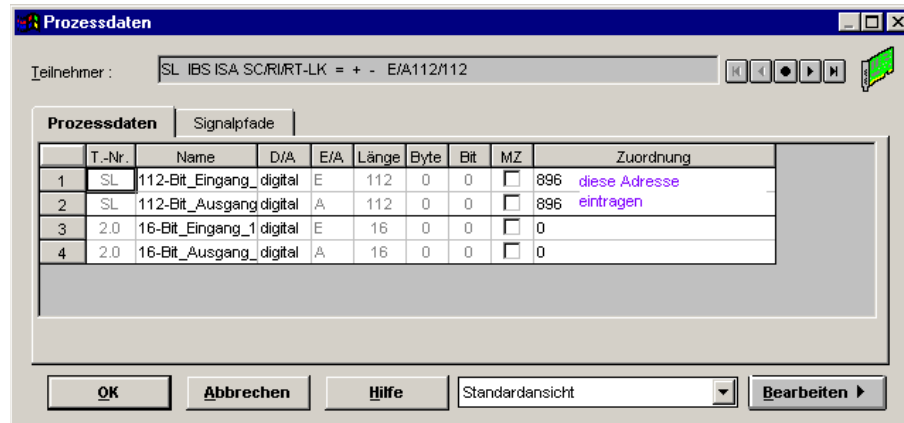 Prozessdaten
Teilnehmer : SL IBS ISA SC/RI/RT-LK = + - E/A112/112
Prozessdaten Signalpfade
T.-Nr. Name D/A E/A Länge Byte Bit MZ Zuordnung
1 SL 112-Bit_Eingang_ digital E 112 0 0 896 diese Adresse
2 SL 112-Bit_Ausgang digital A 112 0 0 896 eintragen
3 2.0 16-Bit_Eingang_1 digital E 16 0 0 0
4 2.0 16-Bit_Ausgang_ digital A 16 0 0 0
OK Abbrechen Hilfe Standardansicht Bearbeiten